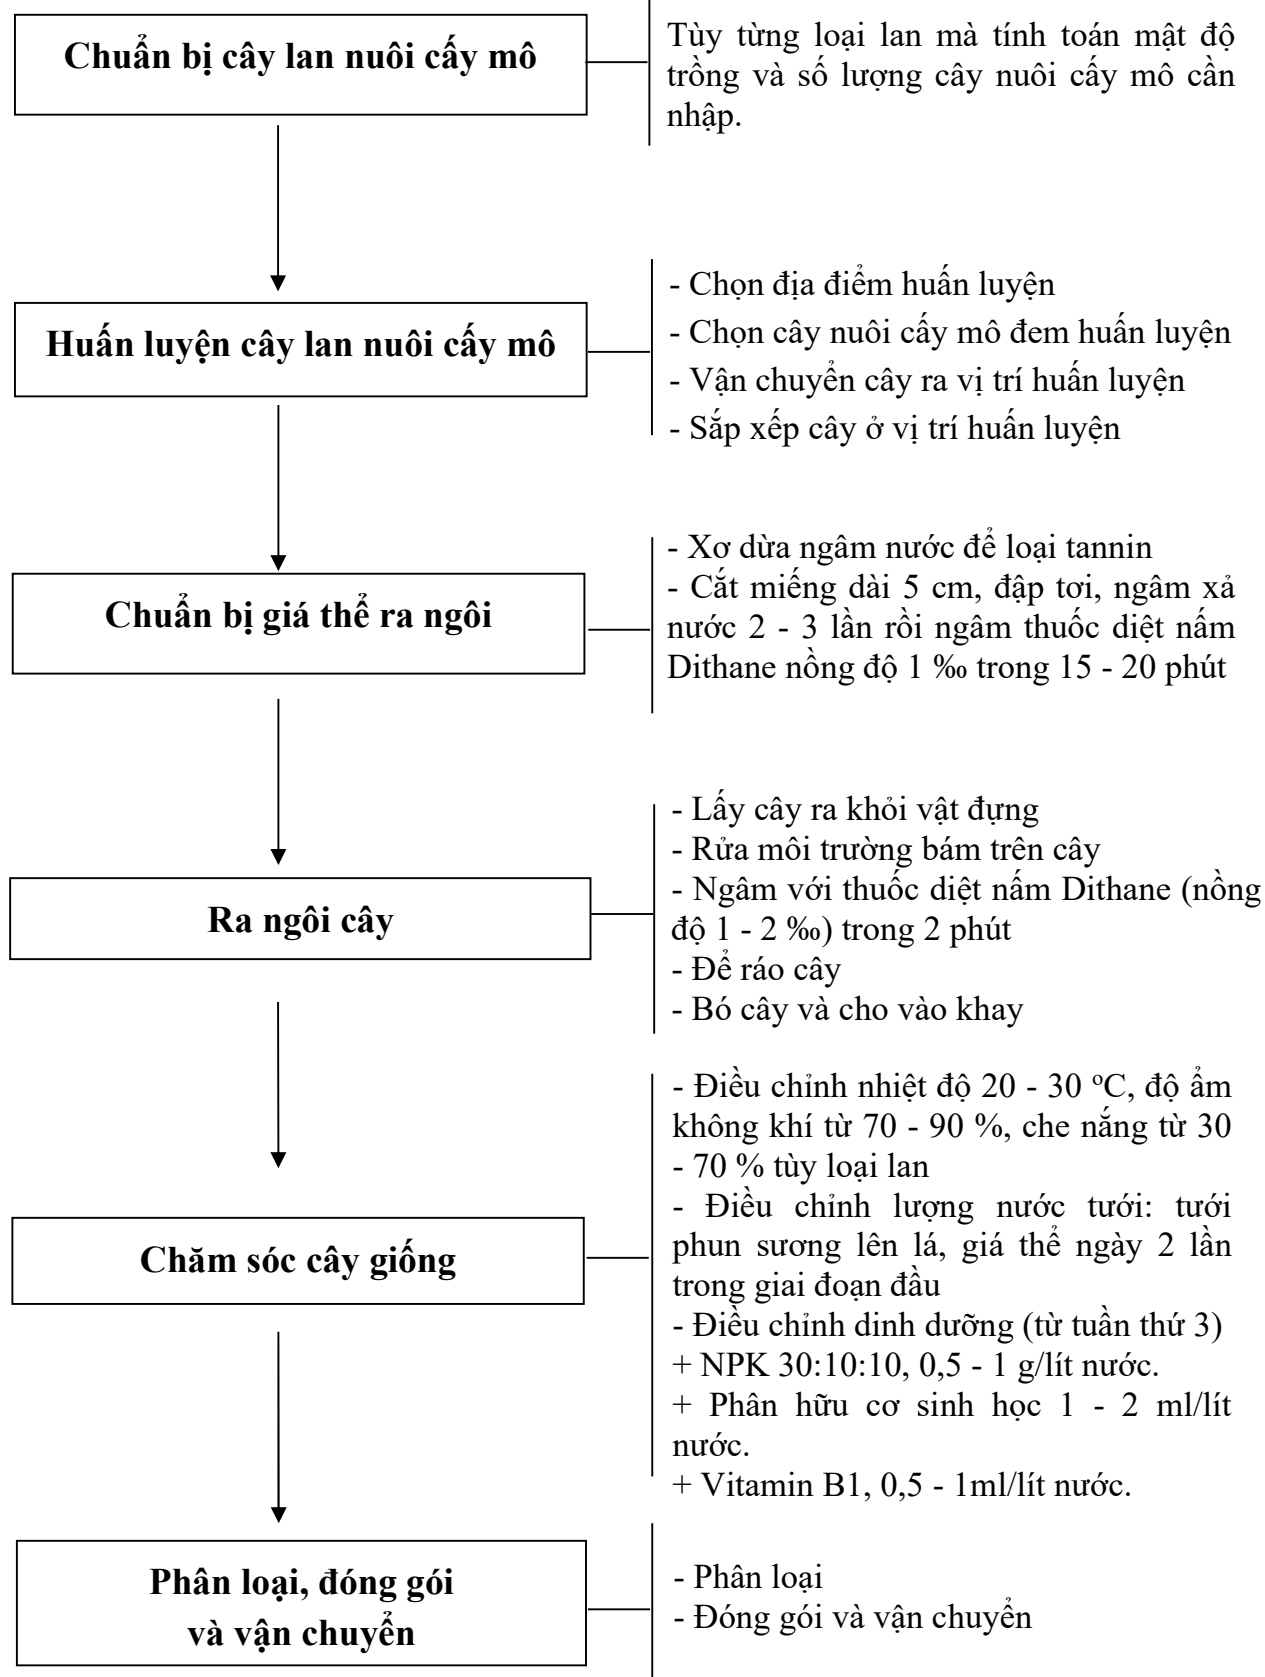 Chuẩn bị cây lan nuôi cấy mô
Tùy từng loại lan mà tính toán mật độ
trồng và số lượng cây nuôi cấy mô cần
nhập.
Huấn luyện cây lan nuôi cấy mô
- Chọn địa điểm huấn luyện
- Chọn cây nuôi cấy mô đem huấn luyện
- Vận chuyển cây ra vị trí huấn luyện
- Sắp xếp cây ở vị trí huấn luyện
Chuẩn bị giá thể ra ngôi
- Xơ dừa ngâm nước để loại tannin
- Cắt miếng dài 5 cm, đập tơi, ngâm xả
nước 2 - 3 lần rồi ngâm thuốc diệt nấm
Dithane nồng độ 1 ‰ trong 15 - 20 phút
Ra ngôi cây
- Lấy cây ra khỏi vật đựng
- Rửa môi trường bám trên cây
- Ngâm với thuốc diệt nấm Dithane (nồng
độ 1 - 2 ‰) trong 2 phút
- Để ráo cây
- Bó cây và cho vào khay
Chăm sóc cây giống
- Điều chỉnh nhiệt độ 20 - 30 ºC, độ ẩm
không khí từ 70 - 90 %, che nắng từ 30
- 70 % tùy loại lan
- Điều chỉnh lượng nước tưới: tưới
phun sương lên lá, giá thể ngày 2 lần
trong giai đoạn đầu
- Điều chỉnh dinh dưỡng (từ tuần thứ 3)
+ NPK 30:10:10, 0,5 - 1 g/lít nước.
+ Phân hữu cơ sinh học 1 - 2 ml/lít
nước.
+ Vitamin B1, 0,5 - 1ml/lít nước.
Phân loại, đóng gói
và vận chuyển
- Phân loại
- Đóng gói và vận chuyển